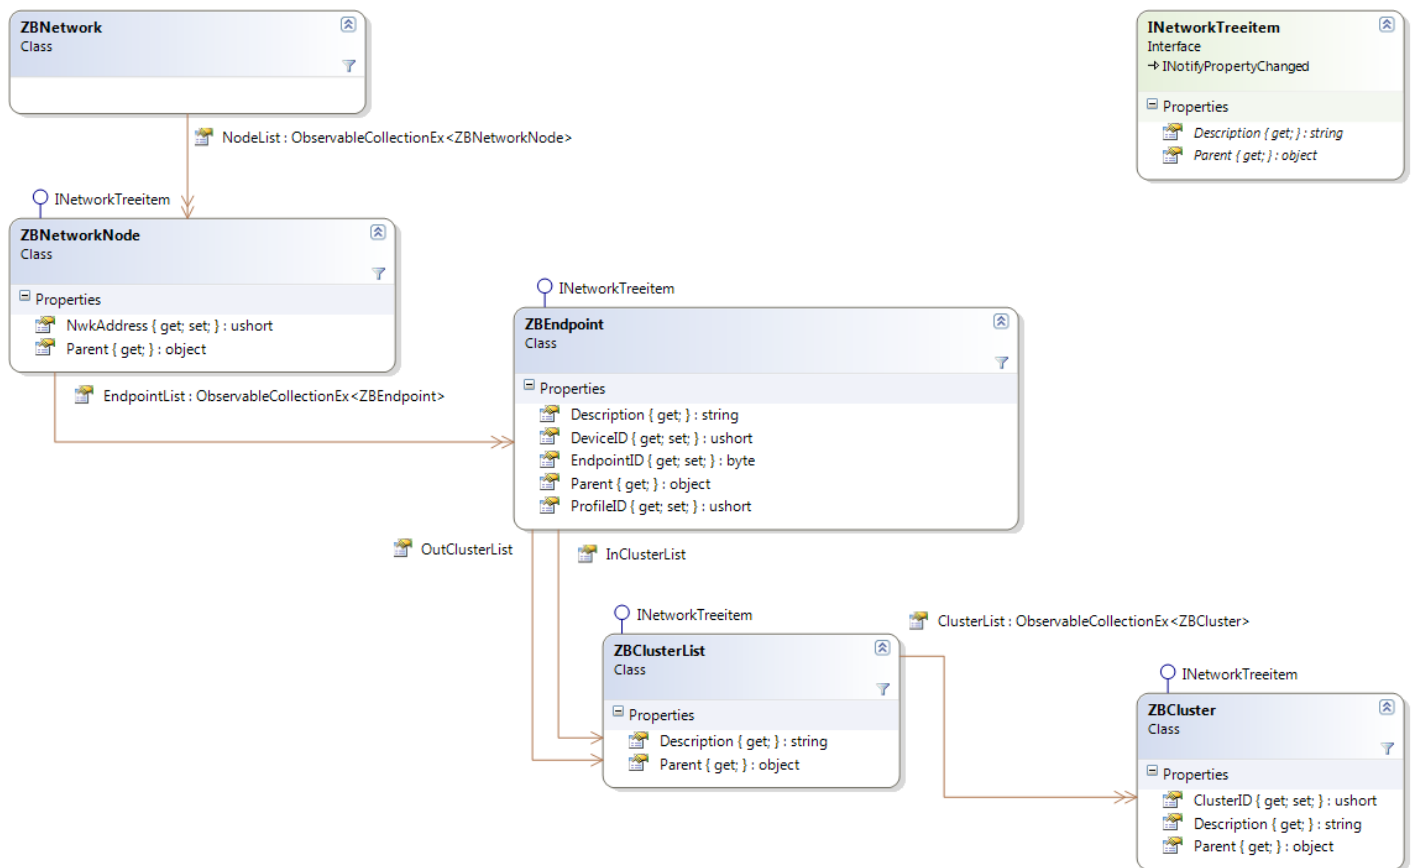 ZBNetwork
Class
INetworkTreeitem
Interface
INotifyPropertyChanged
Properties
Description { get; } : string
Parent { get; } : object
NodeList : ObservableCollectionEx<ZBNetworkNode>
INetworkTreeitem
ZBNetworkNode
Class
Properties
NwkAddress { get; set; } : ushort
Parent { get; } : object
EndpointList : ObservableCollectionEx<ZBEndpoint>
INetworkTreeitem
ZBEndpoint
Class
Properties
Description { get; } : string
DeviceID { get; set; } : ushort
EndpointID { get; set; } : byte
Parent { get; } : object
ProfileID { get; set; } : ushort
OutClusterList
InClusterList
INetworkTreeitem
ZBClusterList
Class
Properties
Description { get; } : string
Parent { get; } : object
ClusterList : ObservableCollectionEx<ZBCluster>
INetworkTreeitem
ZBCluster
Class
Properties
ClusterID { get; set; } : ushort
Description { get; } : string
Parent { get; } : object